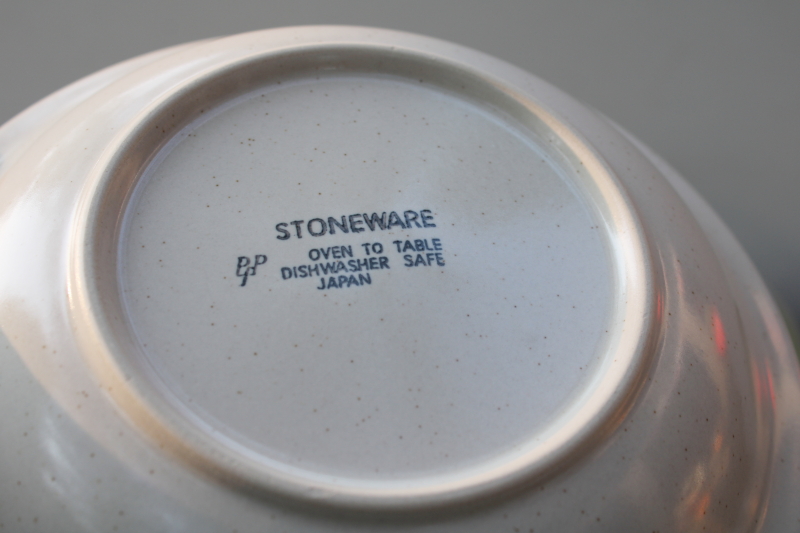 STONEWARE
OVEN TO TABLE
DISHWASHER SAFE
JAPAN